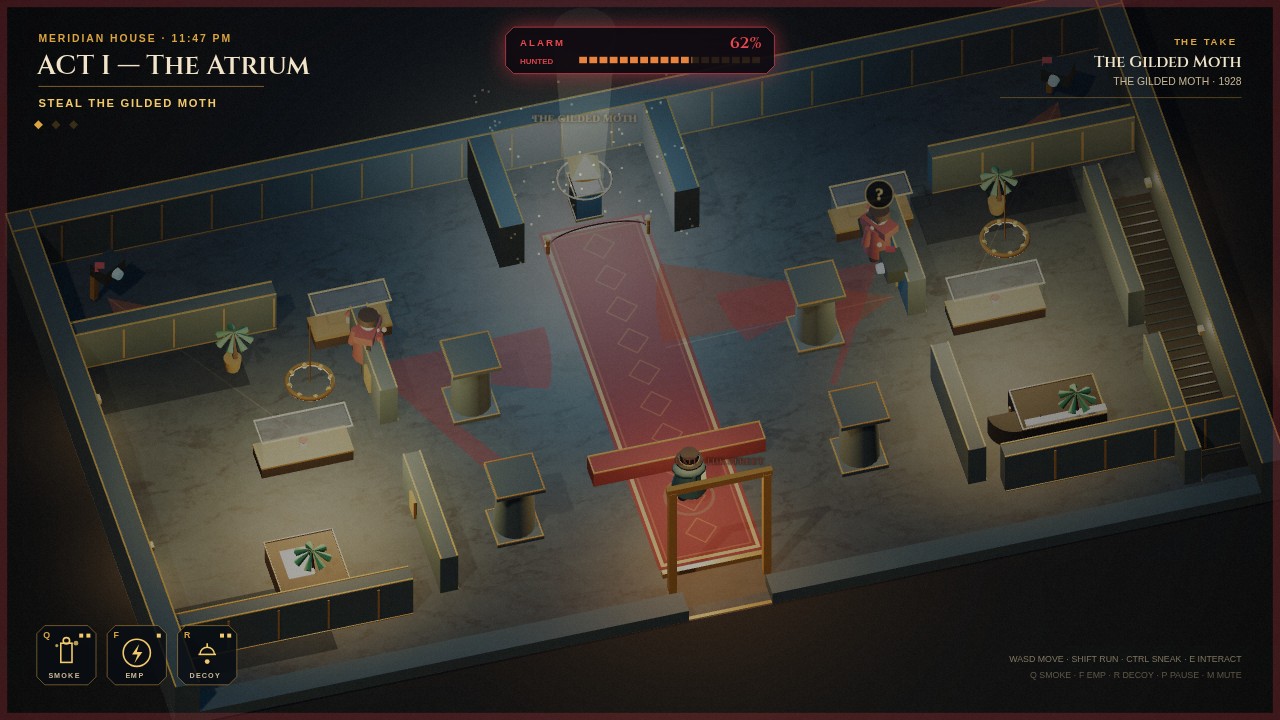 MERIDIAN HOUSE · 11:47 PM
ACT I — THE ATRIUM
STEAL THE GILDED MOTH
ALARM
62%
HUNTED
THE TAKE
THE GILDED MOTH
THE GILDED MOTH · 1928
THE GILDED MOTH
?
Q
SMOKE
F
EMP
R
DECOY
WASD MOVE · SHIFT RUN · CTRL SNEAK · E INTERACT
Q SMOKE · F EMP · R DECOY · P PAUSE · M MUTE